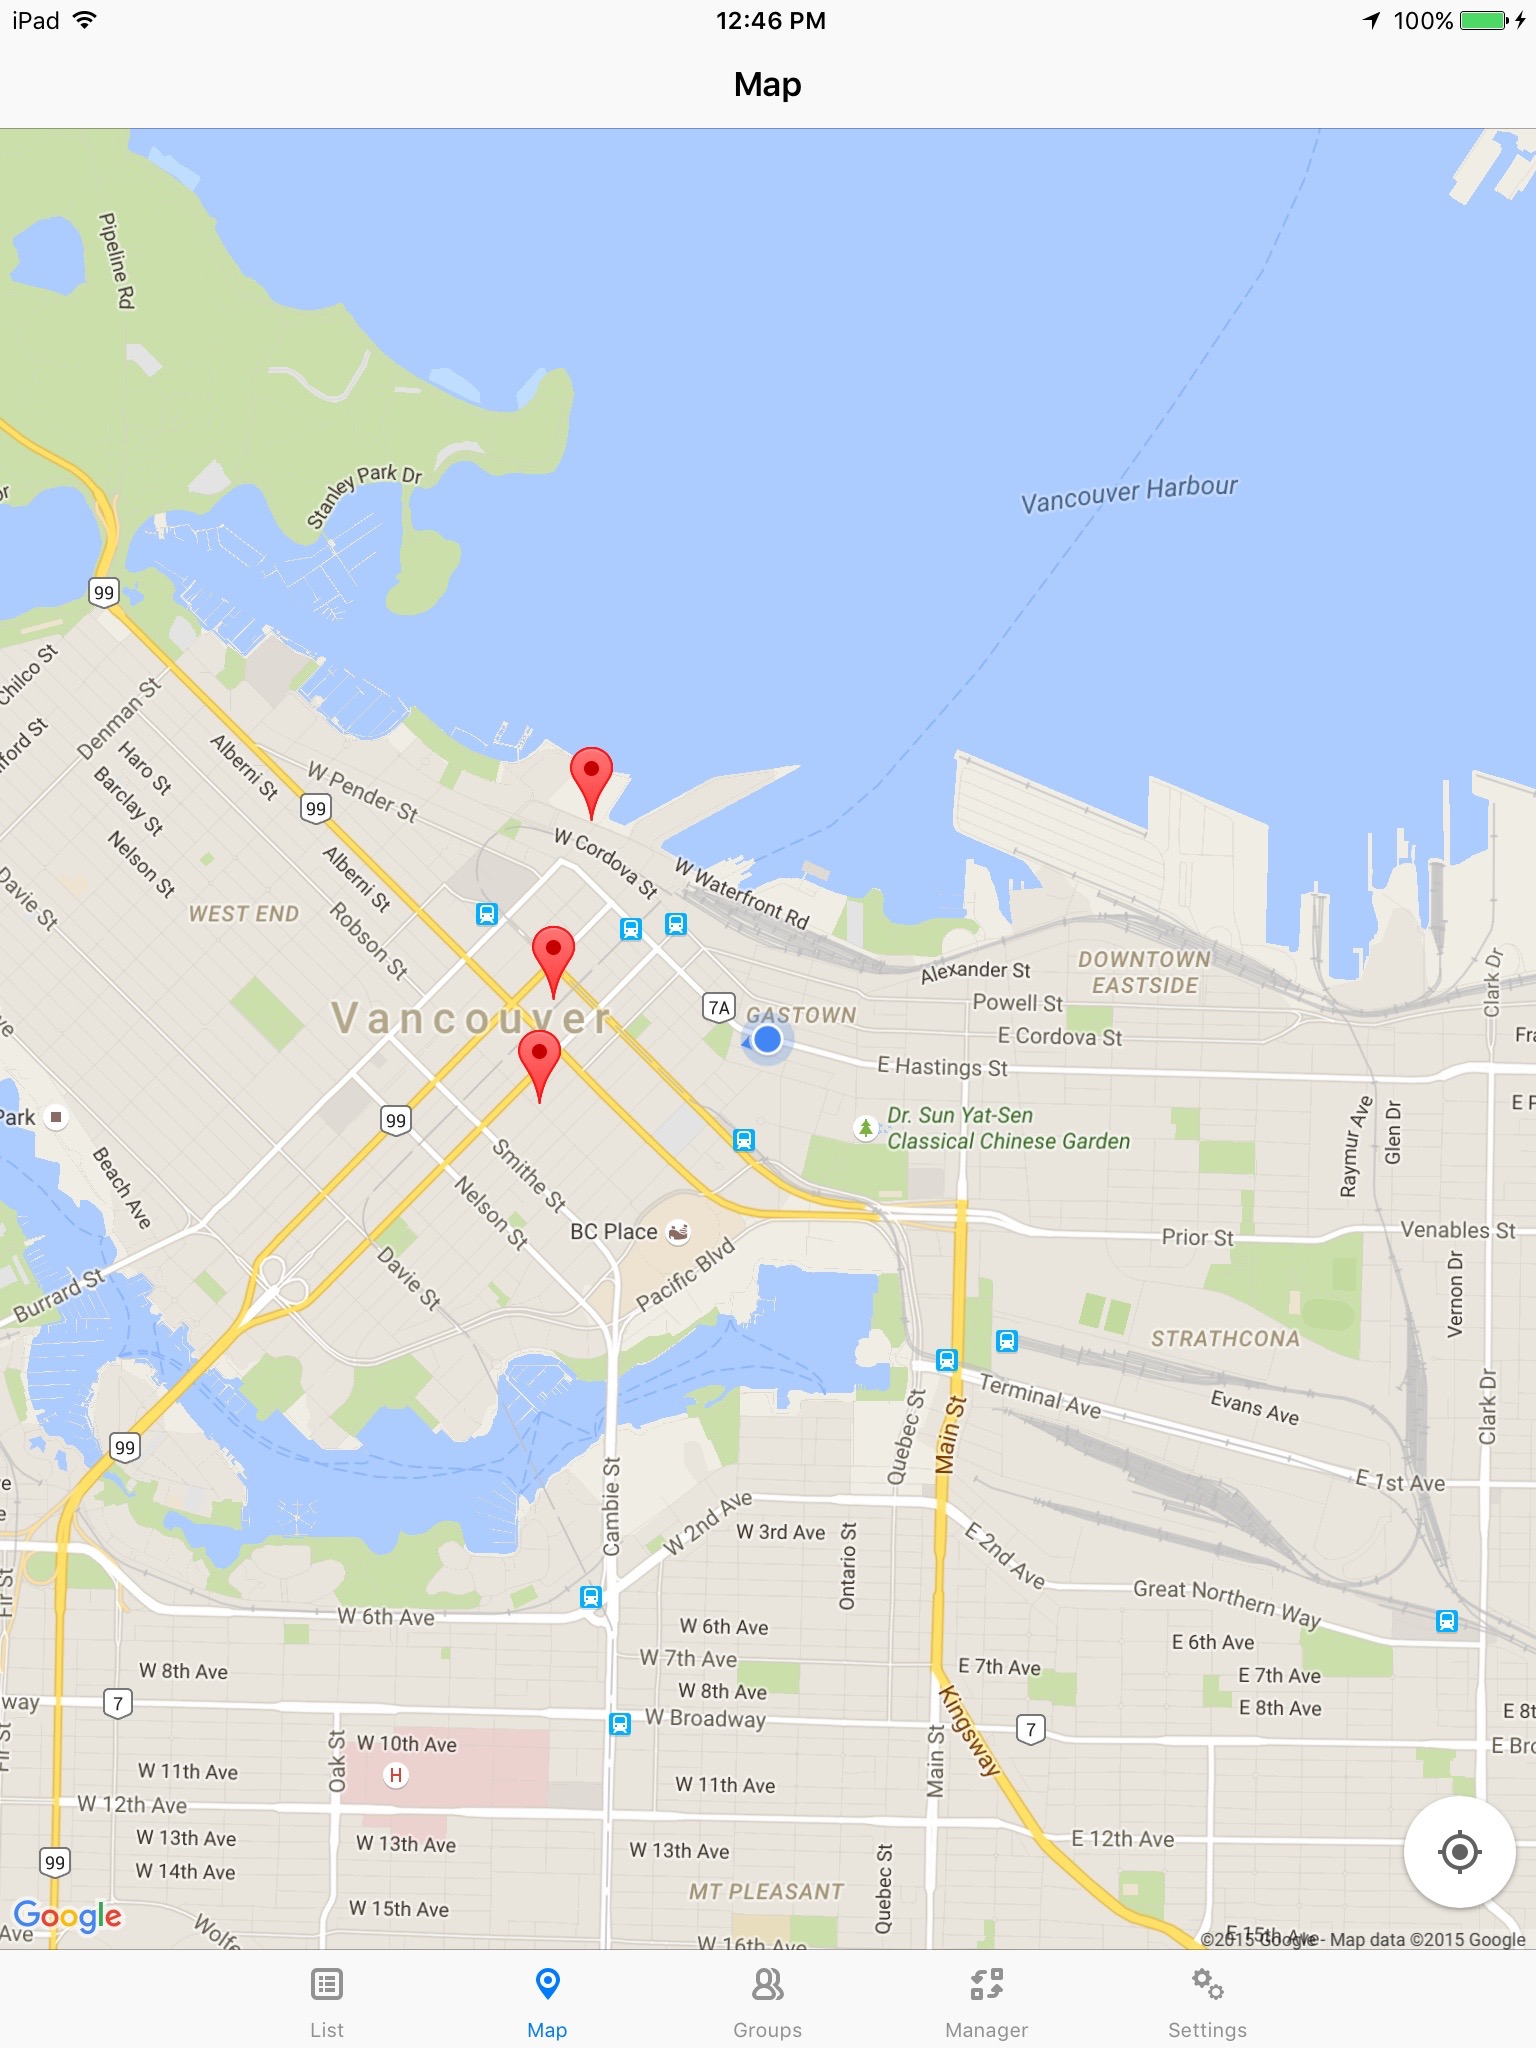 iPad
12:46 PM
100%
Map
Pipeline Rd
Stanley Park Dr
Vancouver Harbour
99
Chilco St
Denman St
Haro St
Barclay St
Nelson St
Davie St
Alberni St
W Pender St
99
Alberni St
Robson St
WEST END
W Cordova St
W Waterfront Rd
Vancouver
7A
GASTOWN
Alexander St
Powell St
E Cordova St
E Hastings St
DOWNTOWN
EASTSIDE
Clark Dr
Park
99
Beach Ave
Smithe St
Nelson St
Dr. Sun Yat-Sen
Classical Chinese Garden
Raymur Ave
Glen Dr
BC Place
Pacific Blvd
Davie St
Burrard St
Prior St
Venables St
Vernon Dr
STRATHCONA
Terminal Ave
Evans Ave
Quebec St
Main St
Clark Dr
99
Cambie St
E 1st Ave
W 2nd Ave
W 3rd Ave
Ontario St
E 2nd Ave
Great Northern Way
Fir St
W 6th Ave
W 6th Ave
E 6th Ave
W 7th Ave
E 7th Ave
E 7th Ave
W 8th Ave
W 8th Ave
E 8th Ave
way
7
W Broadway
Kingsway
7
Fir St
Oak St
W 10th Ave
H
W 11th Ave
W 11th Ave
Main St
W 12th Ave
E 12th Ave
W 13th Ave
W 13th Ave
W 13th Ave
99
W 14th Ave
MT PLEASANT
Quebec St
W 15th Ave
E 15th Ave
W 16th Ave
Google
Ave
©2015 Google - Map data ©2015 Google
List
Map
Groups
Manager
Settings